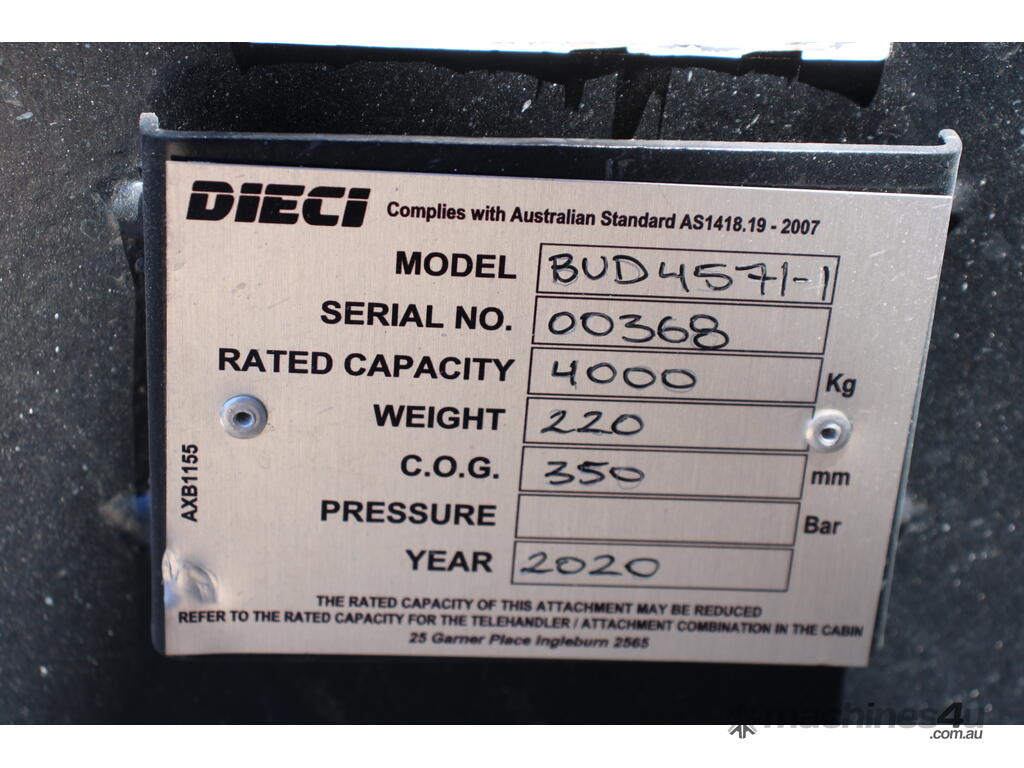 DIECI Complies with Australian Standard AS1418.19 - 2007
MODEL BUD4571-1
SERIAL NO. 00368
RATED CAPACITY 4000 Kg
WEIGHT 220
C.O.G. 350 mm
PRESSURE Bar
YEAR 2020
AXB1155
THE RATED CAPACITY OF THIS ATTACHMENT MAY BE REDUCED
REFER TO THE RATED CAPACITY FOR THE TELEHANDLER / ATTACHMENT COMBINATION IN THE CABIN
25 Garner Place Ingleburn 2565
machines4u
.com.au